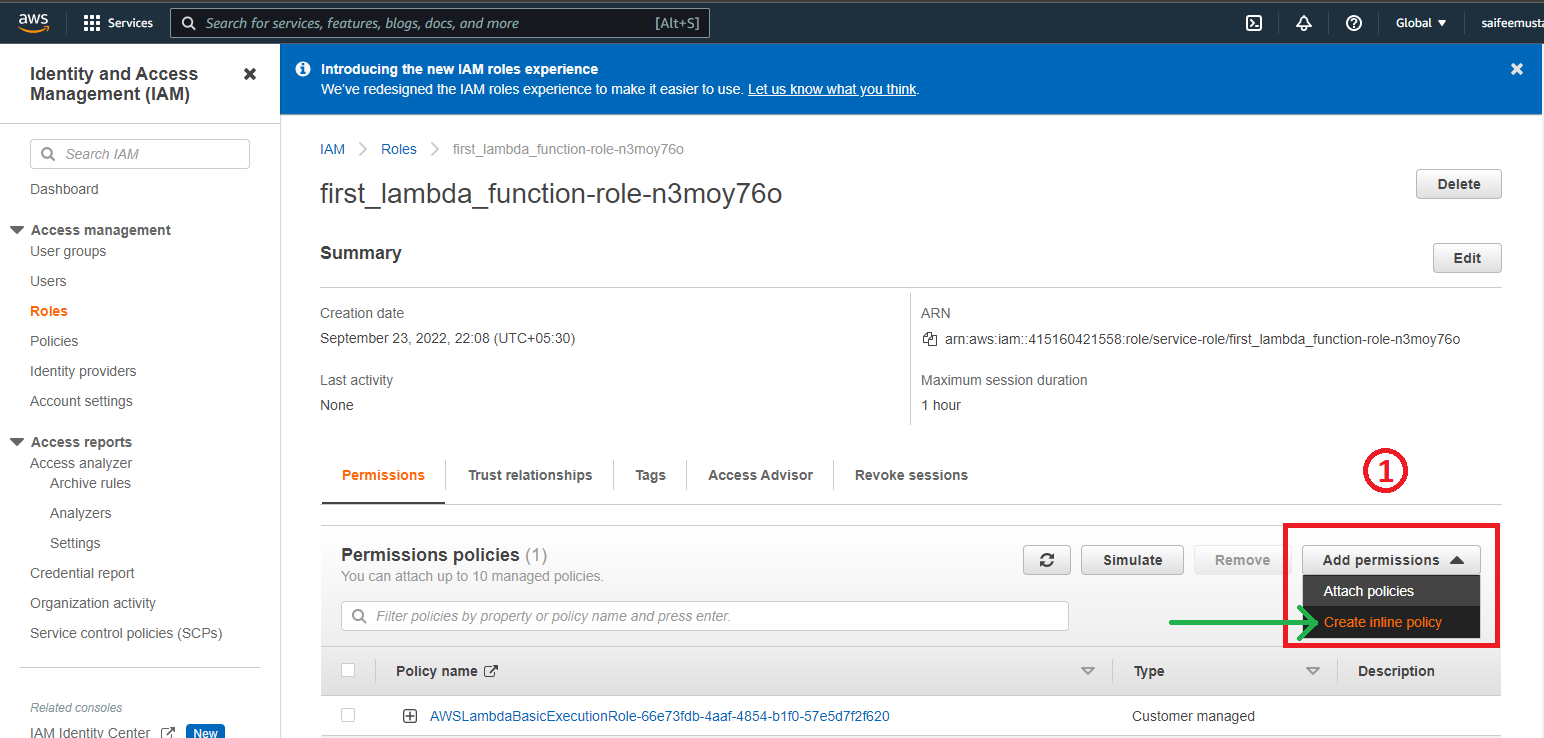 aws
Services
Search for services, features, blogs, docs, and more
[Alt+S]
Global
saifeemusta
Identity and Access
Management (IAM)
Search IAM
Dashboard
Access management
User groups
Users
Roles
Policies
Identity providers
Account settings
Access reports
Access analyzer
Archive rules
Analyzers
Settings
Credential report
Organization activity
Service control policies (SCPs)
Related consoles
IAM Identity Center
New
Introducing the new IAM roles experience
We've redesigned the IAM roles experience to make it easier to use. Let us know what you think.
IAM
Roles
first_lambda_function-role-n3moy76o
first_lambda_function-role-n3moy76o
Delete
Summary
Edit
Creation date
September 23, 2022, 22:08 (UTC+05:30)
ARN
arn:aws:iam::415160421558:role/service-role/first_lambda_function-role-n3moy76o
Last activity
None
Maximum session duration
1 hour
Permissions
Trust relationships
Tags
Access Advisor
Revoke sessions
1
Permissions policies (1)
You can attach up to 10 managed policies.
Simulate
Remove
Add permissions
Attach policies
Create inline policy
Filter policies by property or policy name and press enter.
Policy name
Type
Description
AWSLambdaBasicExecutionRole-66e73fdb-4aaf-4854-b1f0-57e5d7f2f620
Customer managed